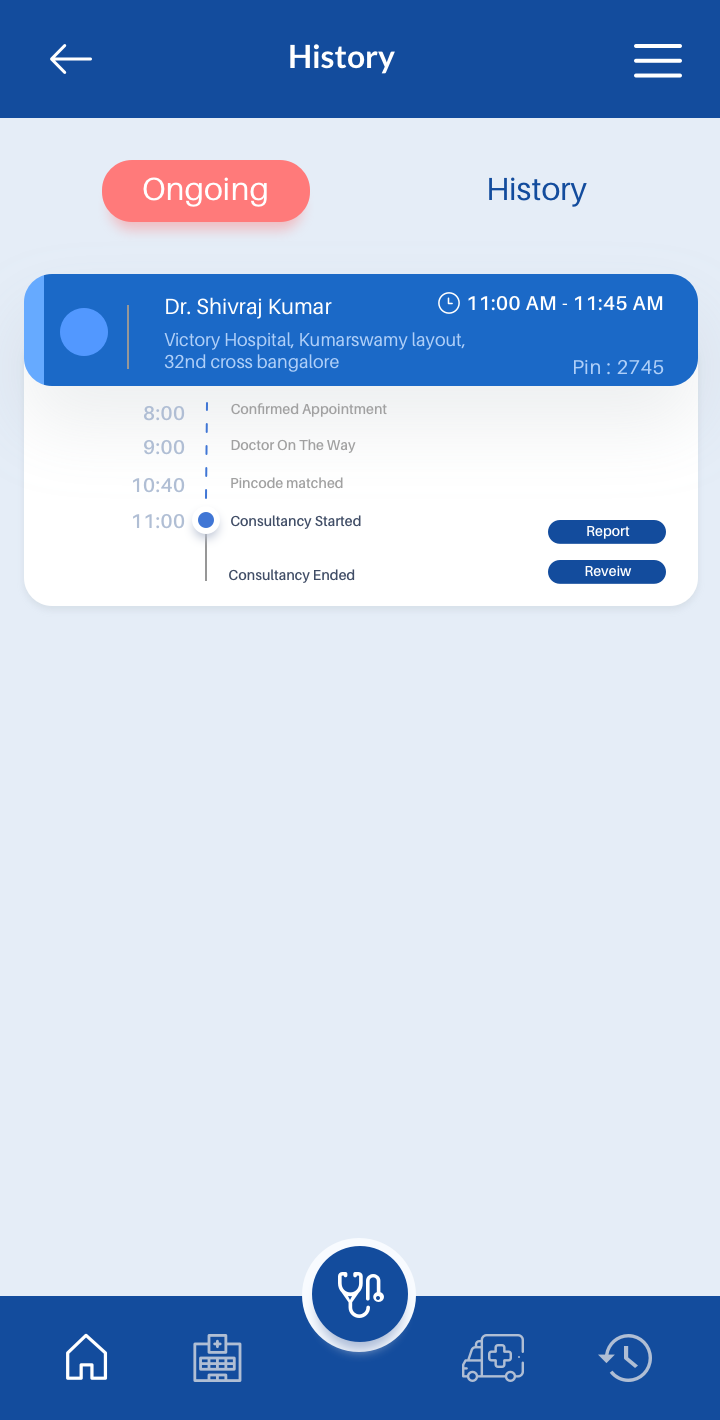 History
Ongoing
History
Dr. Shivraj Kumar
11:00 AM - 11:45 AM
Victory Hospital, Kumarswamy layout,
32nd cross bangalore
Pin : 2745
8:00 Confirmed Appointment
9:00 Doctor On The Way
10:40 Pincode matched
11:00 Consultancy Started
Report
Consultancy Ended
Reveiw